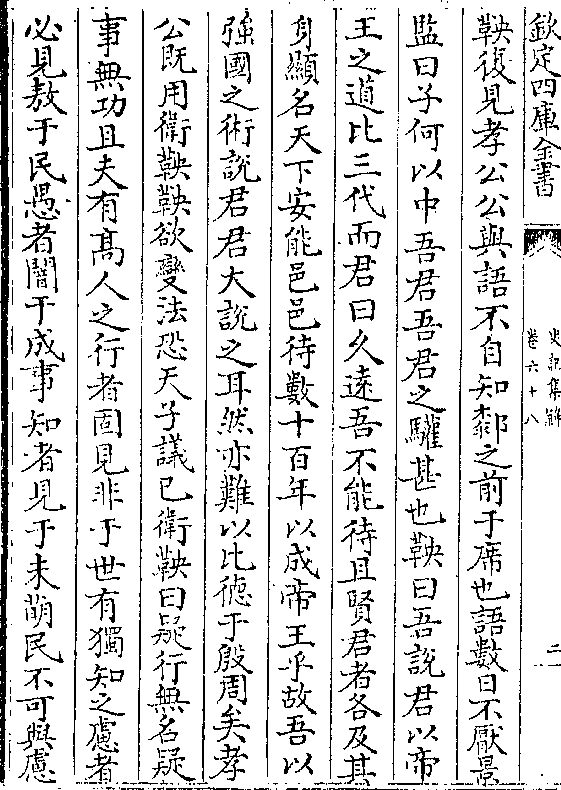 欽定四庫全書
史記集解
卷六十八
二
鞅復見孝公公與語不自知厀之前于席也語數日不厭景
監曰子何以中吾君吾君之驩甚也鞅曰吾說君以帝
王之道比三代而君曰久遠吾不能待且賢君者各及其
身顯名天下安能邑邑待數十百年以成帝王乎故吾以
強國之術說君君大說之耳然亦難以比德于殷周矣孝
公既用衛鞅鞅欲變法恐天子議已衛鞅曰疑行無名疑
事無功且夫有髙人之行者固見非于世有獨知之慮者
必見敖于民愚者闇于成事知者見于未萌民不可與慮